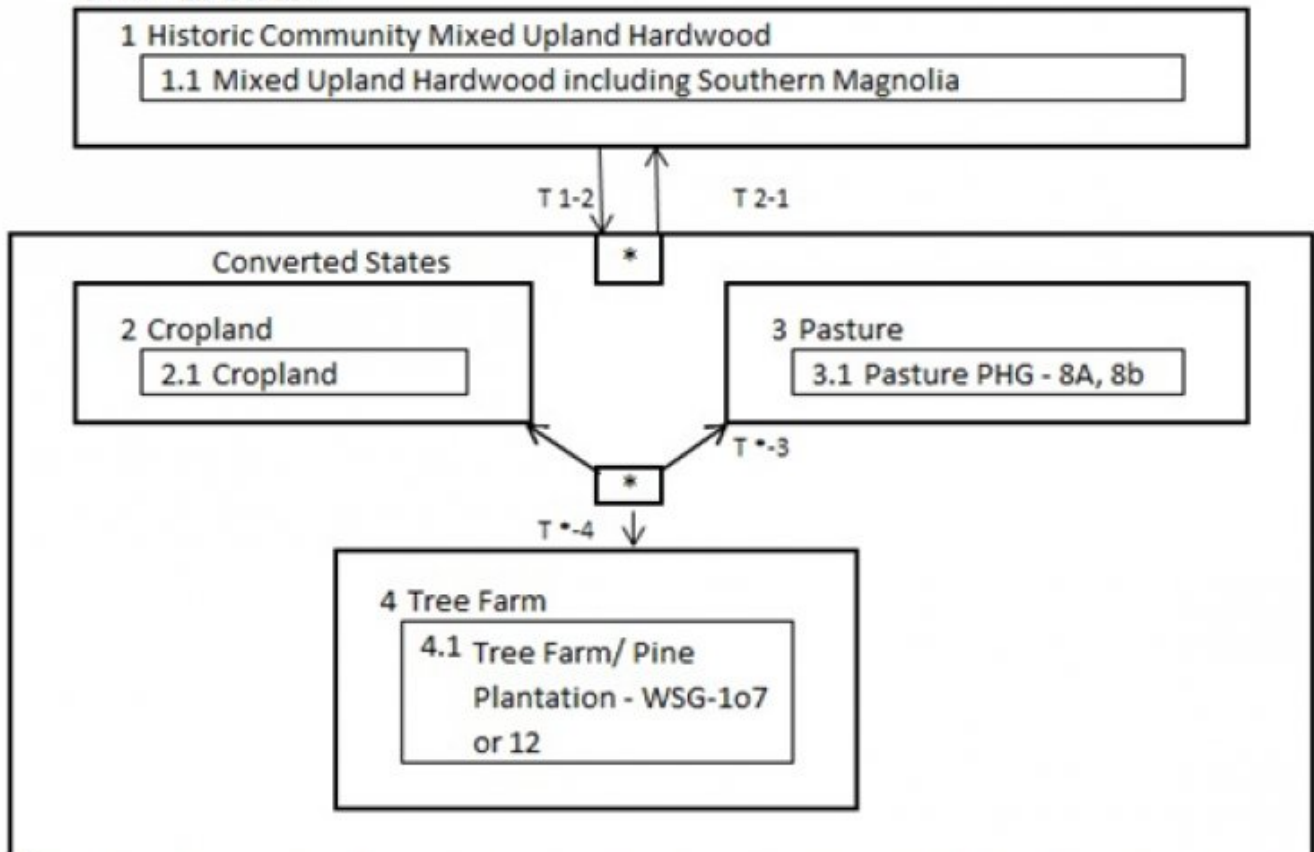 1 Historic Community Mixed Upland Hardwood
1.1 Mixed Upland Hardwood including Southern Magnolia
T 1-2
T 2-1
*
Converted States
2 Cropland
2.1 Cropland
3 Pasture
3.1 Pasture PHG - 8A, 8b
T *-3
*
T *-4
4 Tree Farm
4.1 Tree Farm/ Pine
Plantation - WSG-1o7
or 12